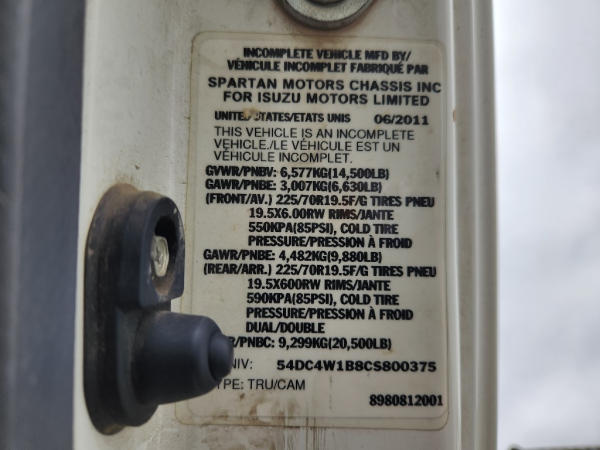 INCOMPLETE VEHICLE MFD BY/
VÉHICULE INCOMPLET FABRIQUÉ PAR
SPARTAN MOTORS CHASSIS INC
FOR ISUZU MOTORS LIMITED
UNITED STATES/ETATS UNIS 06/2011
THIS VEHICLE IS AN INCOMPLETE
VEHICLE./LE VÉHICULE EST UN
VÉHICULE INCOMPLET.
GVWR/PNBV: 6,577KG(14,500LB)
GAWR/PNBE: 3,007KG(6,630LB)
(FRONT/AV.) 225/70R19.5F/G TIRES PNEU
19.5X6.00RW RIMS/JANTE
550KPA(85PSI), COLD TIRE
PRESSURE/PRESSION À FROID
GAWR/PNBE: 4,482KG(9,880LB)
(REAR/ARR.) 225/70R19.5F/G TIRES PNEU
19.5X600RW RIMS/JANTE
590KPA(85PSI), COLD TIRE
PRESSURE/PRESSION À FROID
DUAL/DOUBLE
R/PNBC: 9,299KG(20,500LB)
NIV: 54DC4W1B8CS800375
TYPE: TRU/CAM
8980812001